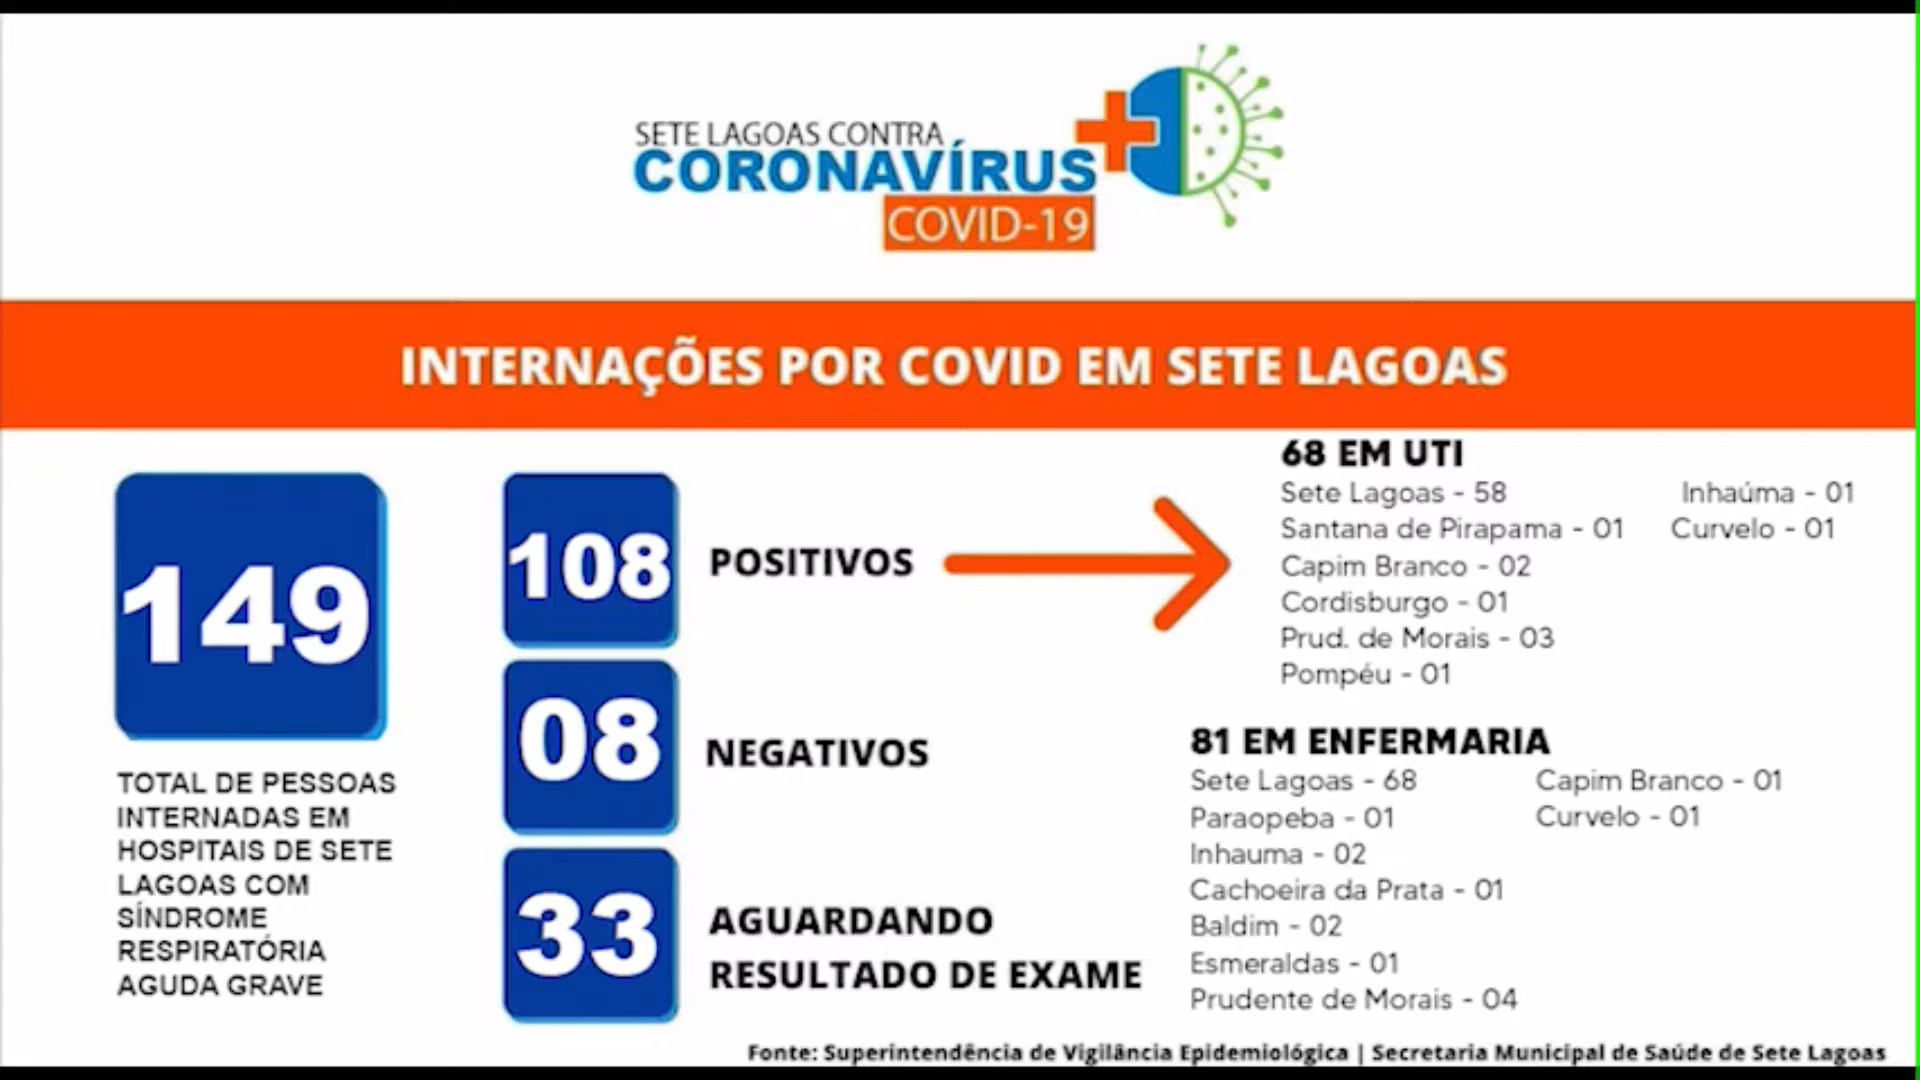 SETE LAGOAS CONTRA
CORONAVÍRUS
COVID-19
INTERNAÇÕES POR COVID EM SETE LAGOAS
149
TOTAL DE PESSOAS
INTERNADAS EM
HOSPITAIS DE SETE
LAGOAS COM
SÍNDROME
RESPIRATÓRIA
AGUDA GRAVE
108
POSITIVOS
08
NEGATIVOS
33
AGUARDANDO
RESULTADO DE EXAME
68 EM UTI
Sete Lagoas - 58
Santana de Pirapama - 01
Capim Branco - 02
Cordisburgo - 01
Prud. de Morais - 03
Pompéu - 01
Inhaúma - 01
Curvelo - 01
81 EM ENFERMARIA
Sete Lagoas - 68
Paraopeba - 01
Inhauma - 02
Cachoeira da Prata - 01
Baldim - 02
Esmeraldas - 01
Prudente de Morais - 04
Capim Branco - 01
Curvelo - 01
Fonte: Superintendência de Vigilância Epidemiológica | Secretaria Municipal de Saúde de Sete Lagoas